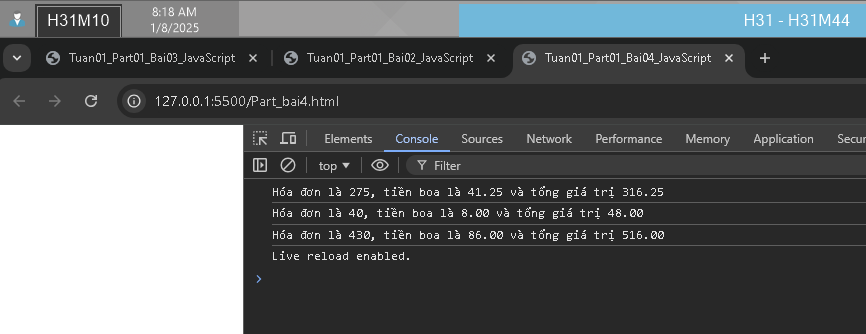 H31M10
8:18 AM
1/8/2025
H31 - H31M44
Tuan01_Part01_Bai03_JavaScript
Tuan01_Part01_Bai02_JavaScript
Tuan01_Part01_Bai04_JavaScript
127.0.0.1:5500/Part_bai4.html
Elements Console Sources Network Performance Memory Application Secur
top Filter
Hóa đơn là 275, tiền boa là 41.25 và tổng giá trị 316.25
Hóa đơn là 40, tiền boa là 8.00 và tổng giá trị 48.00
Hóa đơn là 430, tiền boa là 86.00 và tổng giá trị 516.00
Live reload enabled.